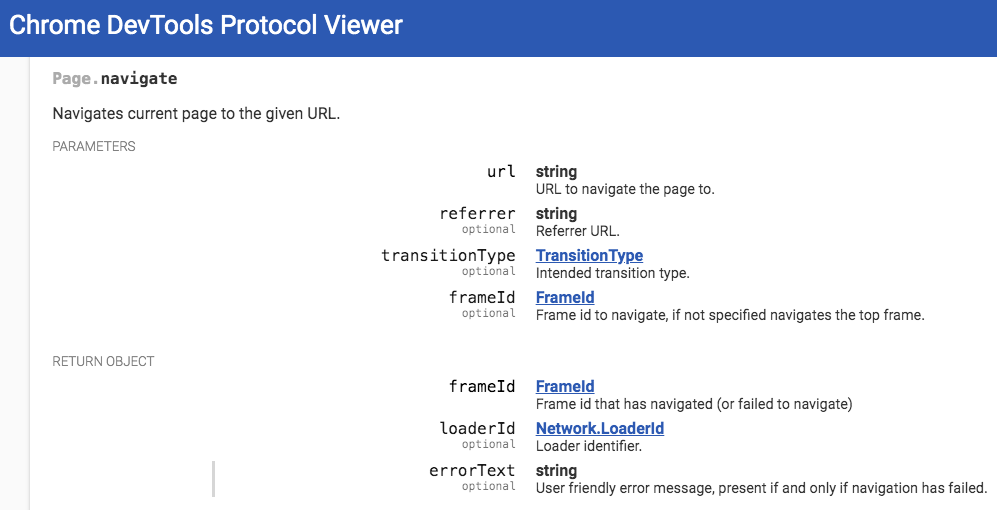 Chrome DevTools Protocol Viewer
Page.navigate
Navigates current page to the given URL.
PARAMETERS
url string
URL to navigate the page to.
referrer string
optional Referrer URL.
transitionType TransitionType
optional Intended transition type.
frameId FrameId
optional Frame id to navigate, if not specified navigates the top frame.
RETURN OBJECT
frameId FrameId
Frame id that has navigated (or failed to navigate)
loaderId Network.LoaderId
optional Loader identifier.
errorText string
optional User friendly error message, present if and only if navigation has failed.